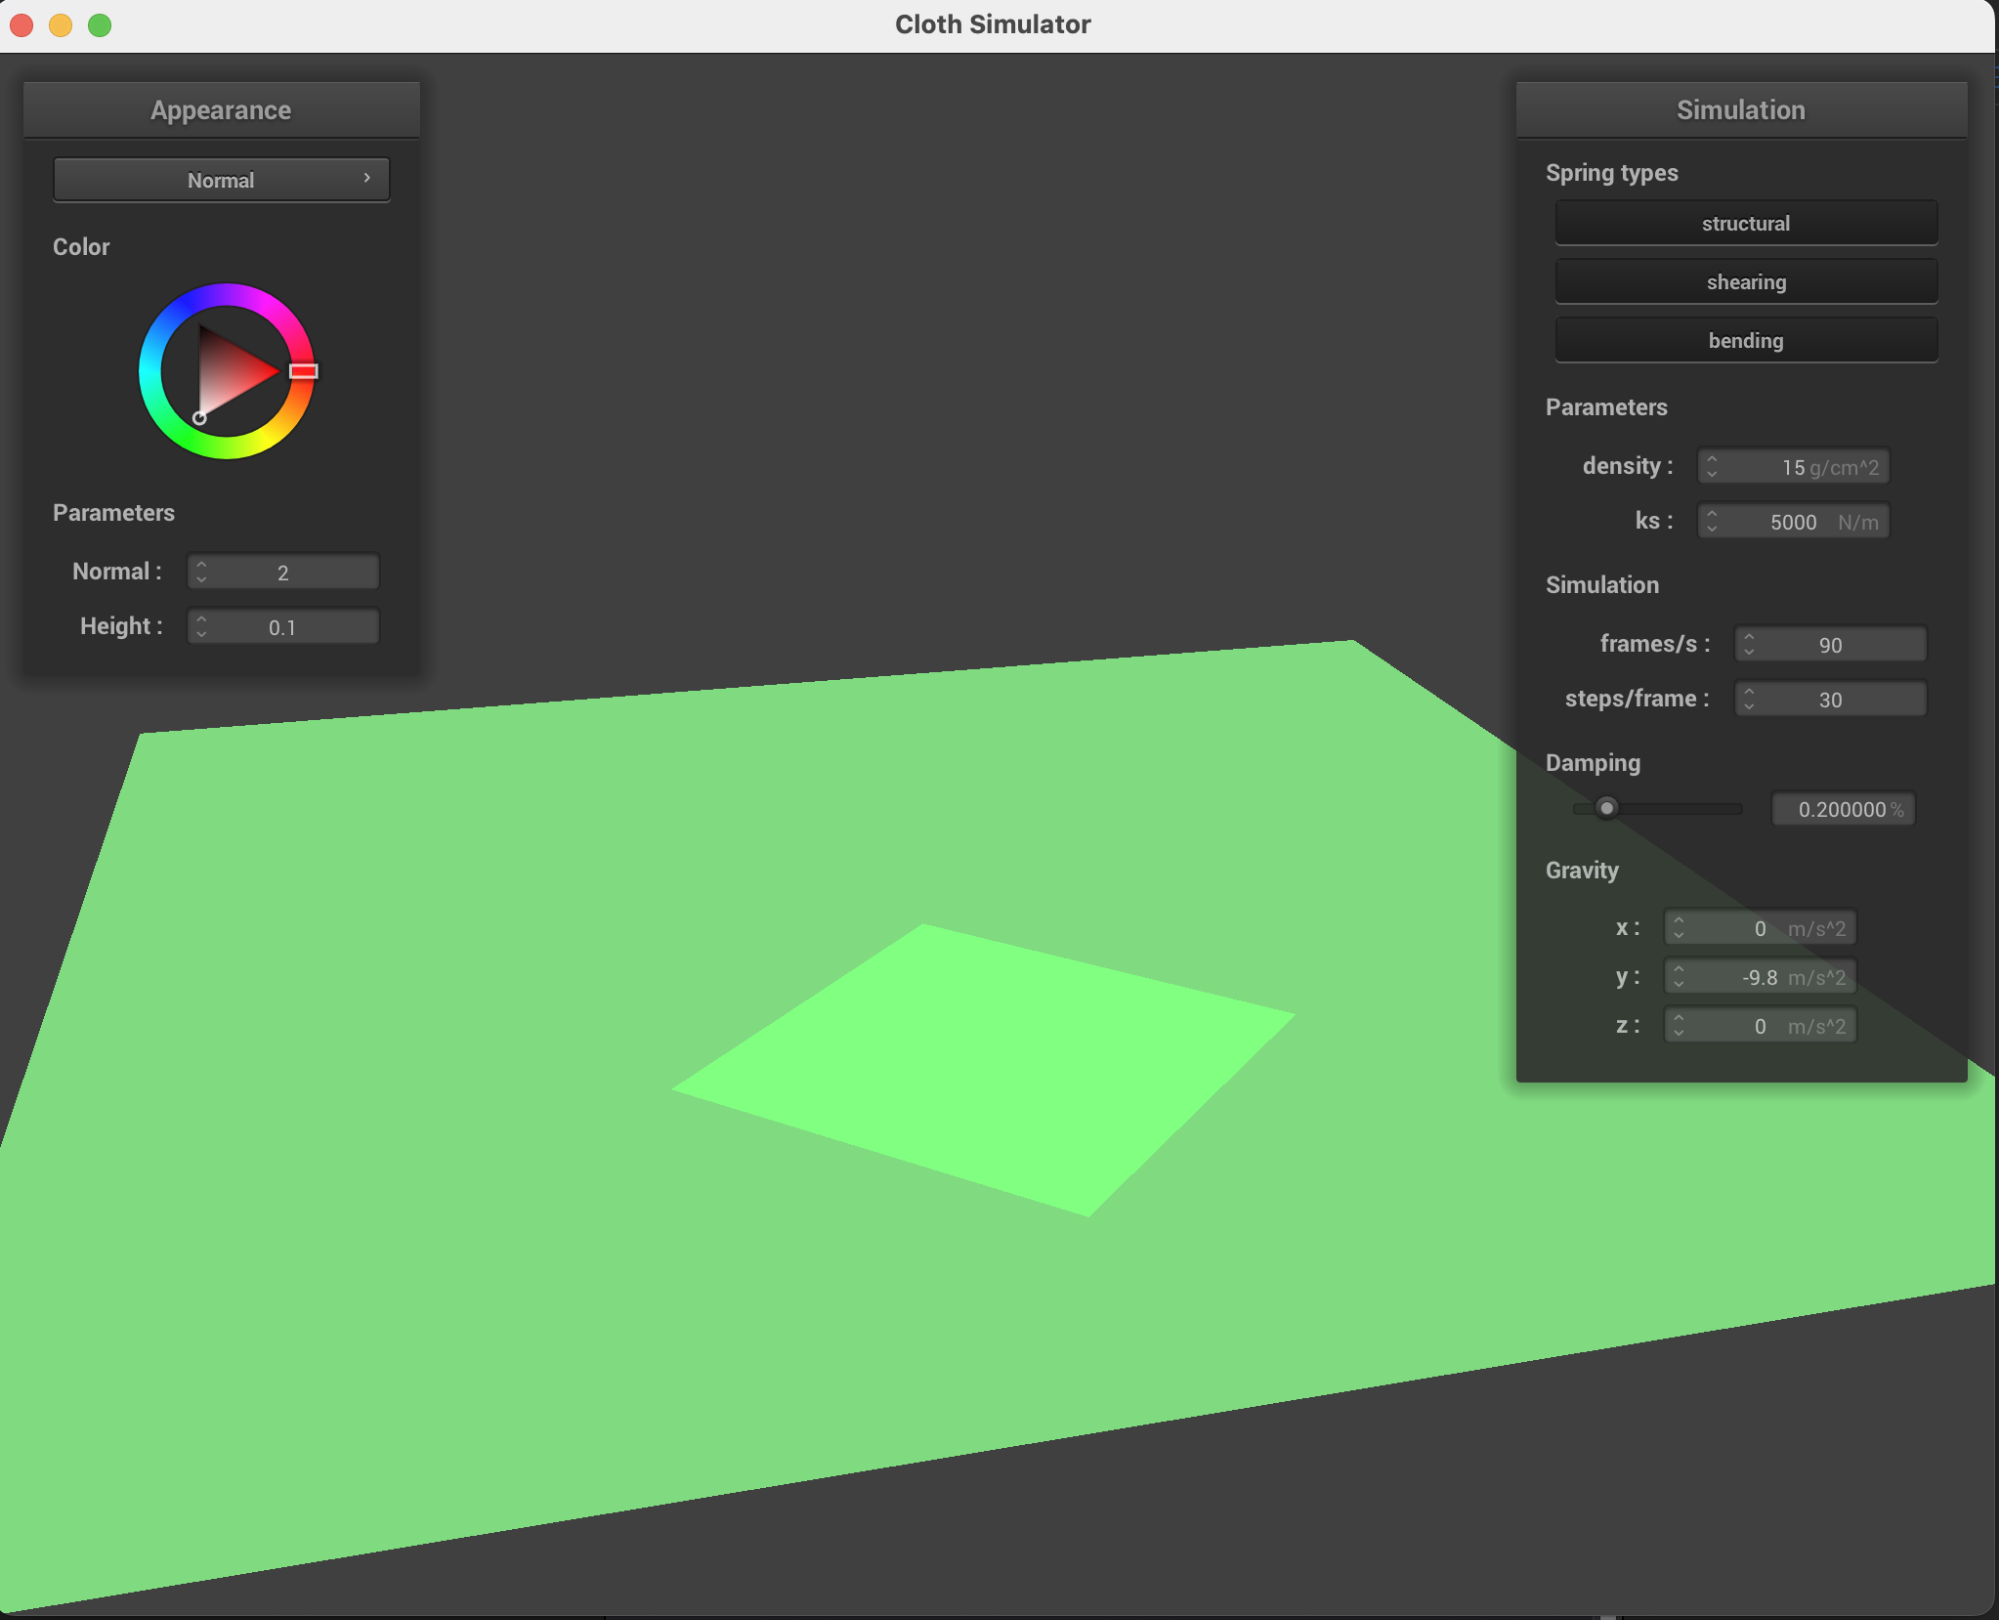 Cloth Simulator
Appearance
Normal
Color
Parameters
Normal : 2
Height : 0.1
Simulation
Spring types
structural
shearing
bending
Parameters
density : 15 g/cm^2
ks : 5000 N/m
Simulation
frames/s : 90
steps/frame : 30
Damping
0.200000 %
Gravity
x : 0 m/s^2
y : -9.8 m/s^2
z : 0 m/s^2